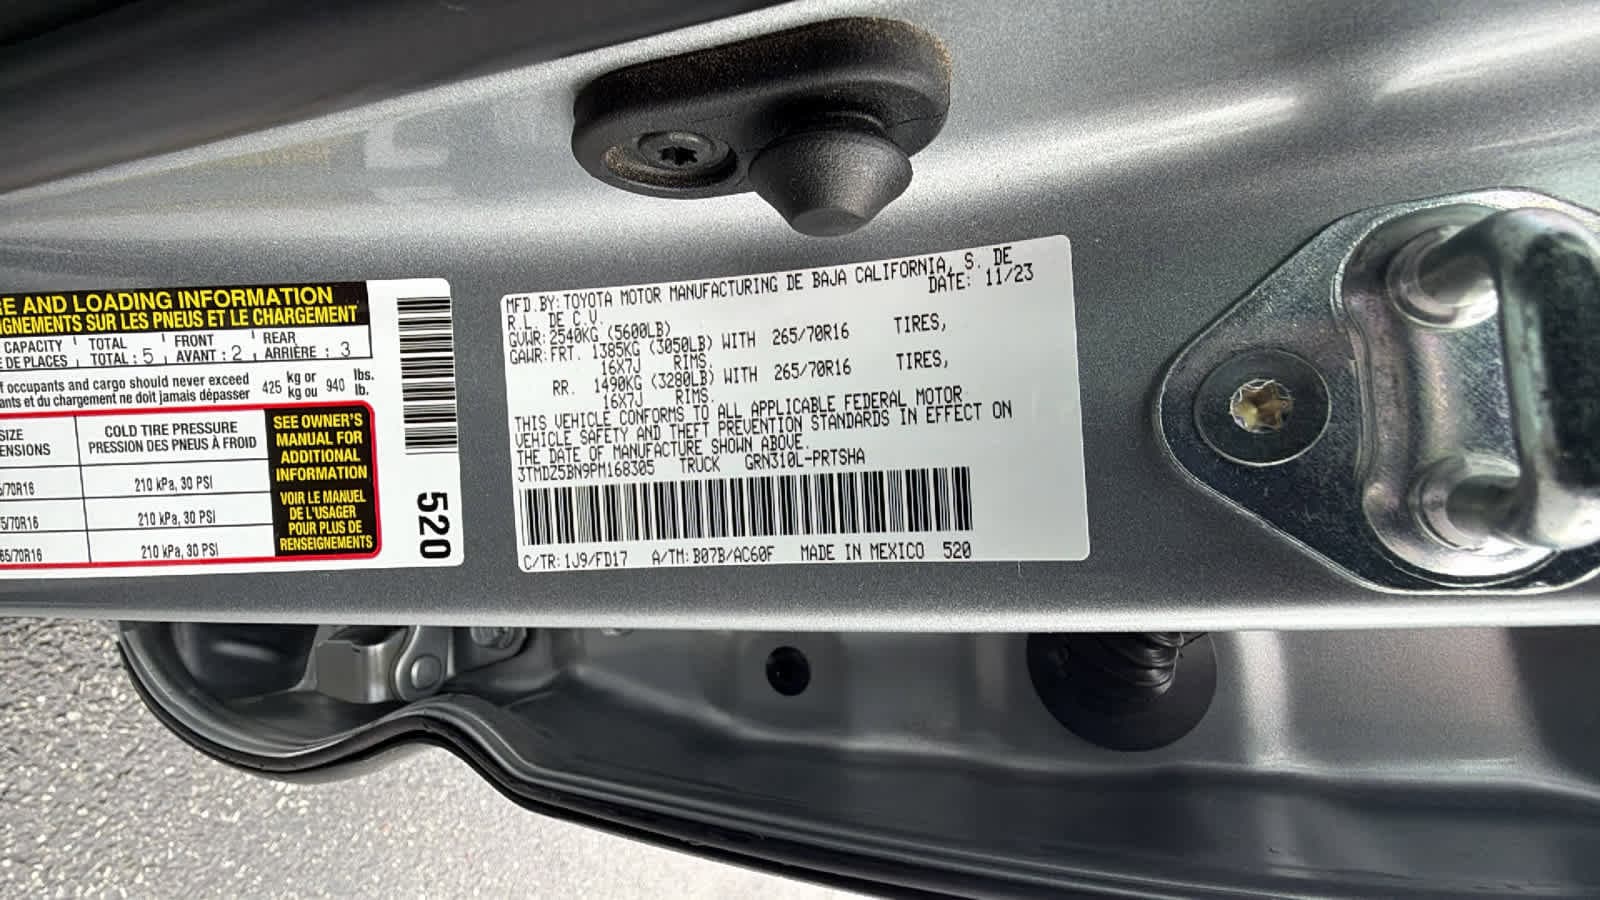 RE AND LOADING INFORMATION
IGNEMENTS SUR LES PNEUS ET LE CHARGEMENT
CAPACITY TOTAL FRONT REAR
DE PLACES TOTAL : 5 AVANT : 2 ARRIÈRE : 3
of occupants and cargo should never exceed 425 kg or 940 lbs.
ants et du chargement ne doit jamais dépasser kg ou lb.
SIZE
ENSIONS
COLD TIRE PRESSURE
PRESSION DES PNEUS À FROID
/70R16 210 kPa, 30 PSI
5/70R16 210 kPa, 30 PSI
65/70R16 210 kPa, 30 PSI
SEE OWNER'S
MANUAL FOR
ADDITIONAL
INFORMATION
VOIR LE MANUEL
DE L'USAGER
POUR PLUS DE
RENSEIGNEMENTS
520
MFD.BY:TOYOTA MOTOR MANUFACTURING DE BAJA CALIFORNIA, S. DE
R.L. DE C.V. DATE: 11/23
GVWR:2540KG (5600LB)
GAWR:FRT. 1385KG (3050LB) WITH 265/70R16 TIRES,
16X7J RIMS.
RR. 1490KG (3280LB) WITH 265/70R16 TIRES,
16X7J RIMS.
THIS VEHICLE CONFORMS TO ALL APPLICABLE FEDERAL MOTOR
VEHICLE SAFETY AND THEFT PREVENTION STANDARDS IN EFFECT ON
THE DATE OF MANUFACTURE SHOWN ABOVE.
3TMDZ5BN9PM168305 TRUCK GRN310L-PRTSHA
C/TR:1J9/FD17 A/TM:B07B/AC60F MADE IN MEXICO 520